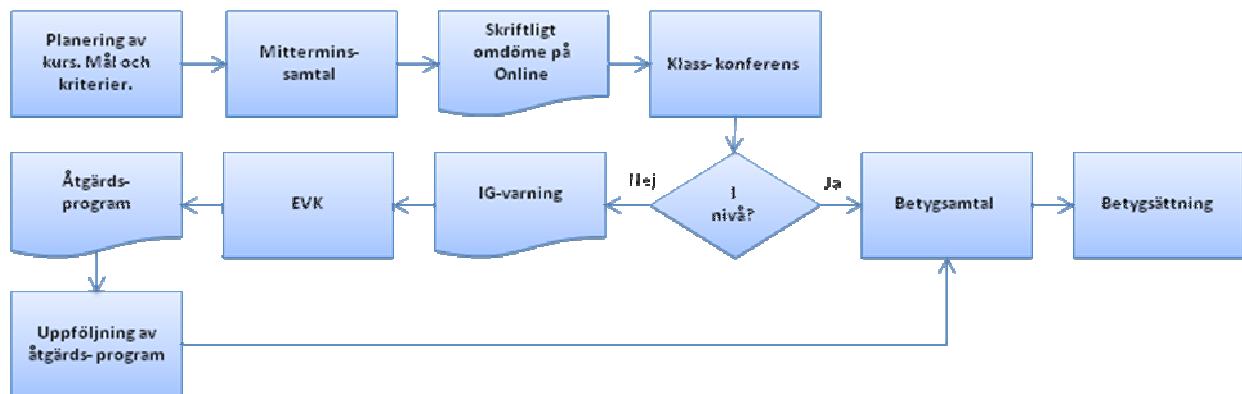 Planering av
kurs. Mål och
kriterier.
Mittermins-
samtal
Skriftligt
omdöme på
Online
Klass- konferens
Åtgärds-
program
EVK
IG-varning
Nej
I
nivå?
Ja
Betygsamtal
Betygsättning
Uppföljning av
åtgärds- program